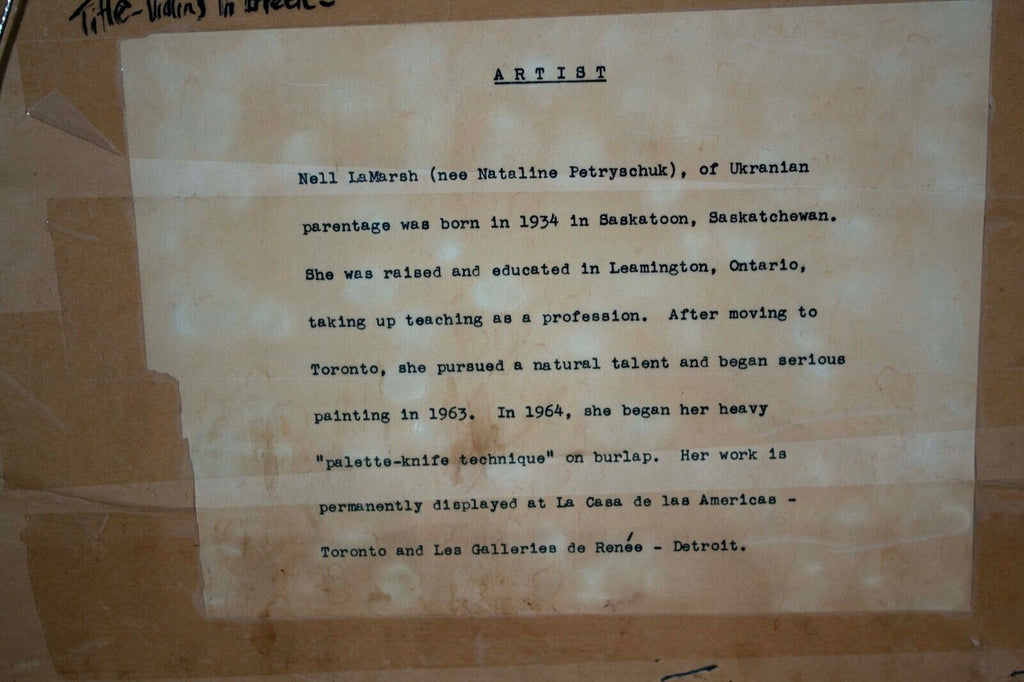 Title - Violins in
A R T I S T
Nell LaMarsh (nee Nataline Petryschuk), of Ukranian
parentage was born in 1934 in Saskatoon, Saskatchewan.
She was raised and educated in Leamington, Ontario,
taking up teaching as a profession. After moving to
Toronto, she pursued a natural talent and began serious
painting in 1963. In 1964, she began her heavy
"palette-knife technique" on burlap. Her work is
permanently displayed at La Casa de las Americas -
Toronto and Les Galleries de Renée - Detroit.